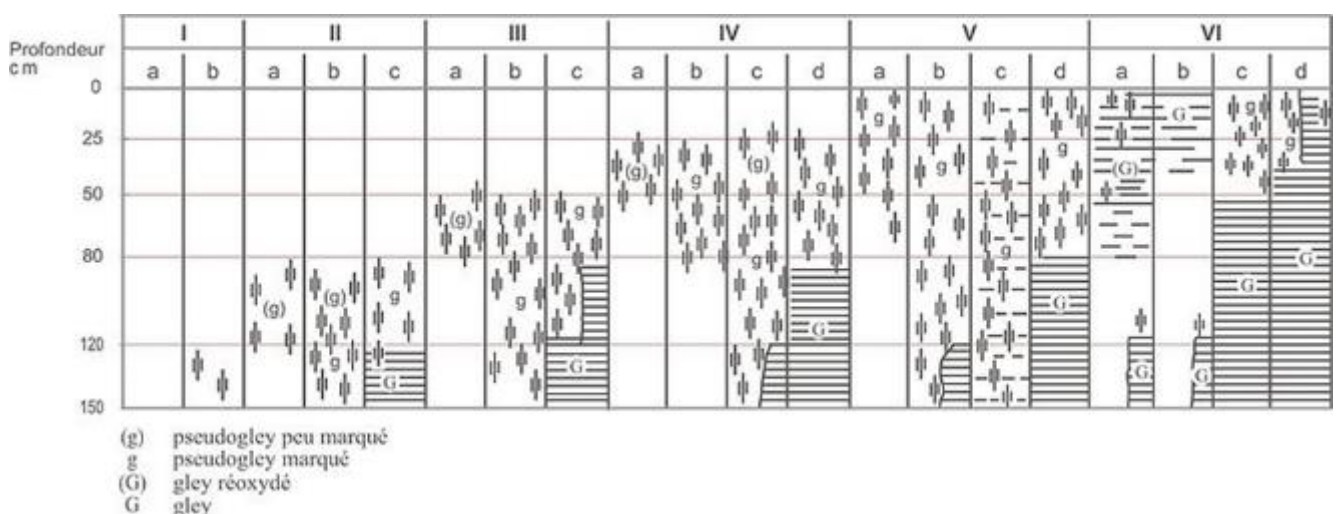 I II III IV V VI
Profondeur
cm
a b a b c a b c a b c d a b c d a b c d
0
g g G
25
(g) (g) g g g
g g (G)
50
(g) g g
80
g g
(g) (g) g g G G G
120
g G G G G G
150
(g) pseudogley peu marqué
g pseudogley marqué
(G) gley réoxydé
G gley